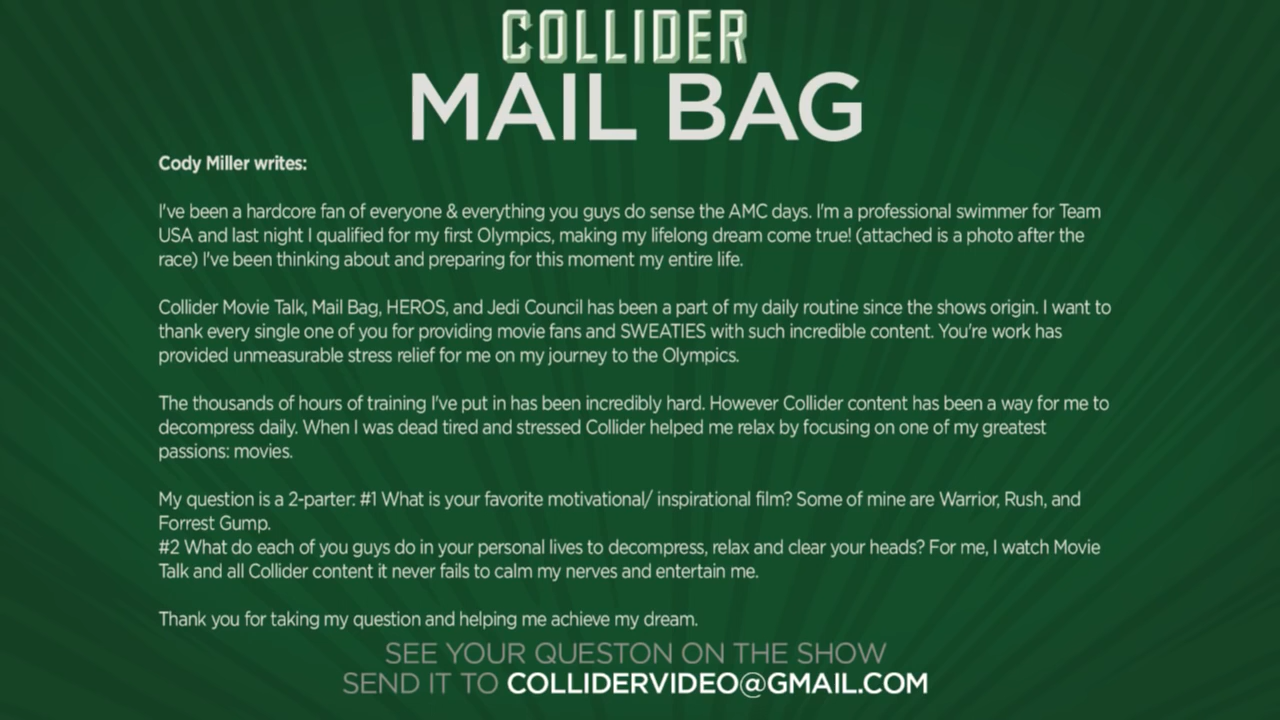 COLLIDER
MAIL BAG
Cody Miller writes:
I've been a hardcore fan of everyone & everything you guys do sense the AMC days. I'm a professional swimmer for Team
USA and last night I qualified for my first Olympics, making my lifelong dream come true! (attached is a photo after the
race) I've been thinking about and preparing for this moment my entire life.
Collider Movie Talk, Mail Bag, HEROS, and Jedi Council has been a part of my daily routine since the shows origin. I want to
thank every single one of you for providing movie fans and SWEATIES with such incredible content. You're work has
provided unmeasurable stress relief for me on my journey to the Olympics.
The thousands of hours of training I've put in has been incredibly hard. However Collider content has been a way for me to
decompress daily. When I was dead tired and stressed Collider helped me relax by focusing on one of my greatest
passions: movies.
My question is a 2-parter: #1 What is your favorite motivational/ inspirational film? Some of mine are Warrior, Rush, and
Forrest Gump.
#2 What do each of you guys do in your personal lives to decompress, relax and clear your heads? For me, I watch Movie
Talk and all Collider content it never fails to calm my nerves and entertain me.
Thank you for taking my question and helping me achieve my dream.
SEE YOUR QUESTON ON THE SHOW
SEND IT TO COLLIDERVIDEO@GMAIL.COM